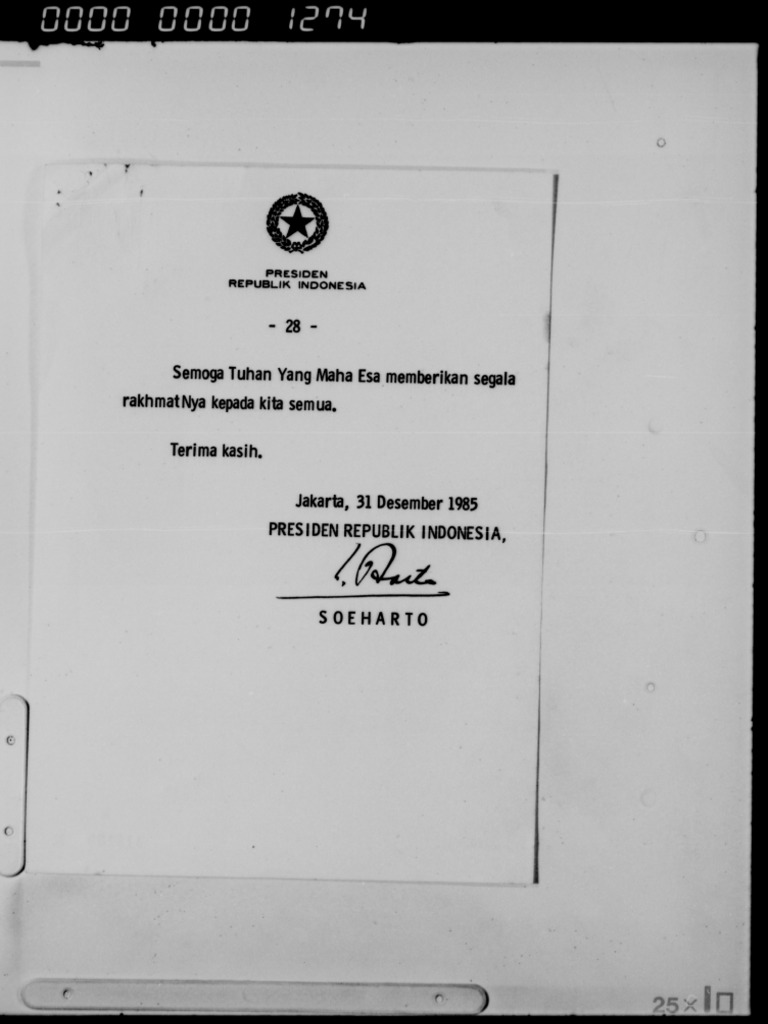 0000 0000 1274
PRESIDEN
REPUBLIK INDONESIA
- 28 -
Semoga Tuhan Yang Maha Esa memberikan segala
rakhmatNya kepada kita semua.
Terima kasih.
Jakarta, 31 Desember 1985
PRESIDEN REPUBLIK INDONESIA,
SOEHARTO
25x